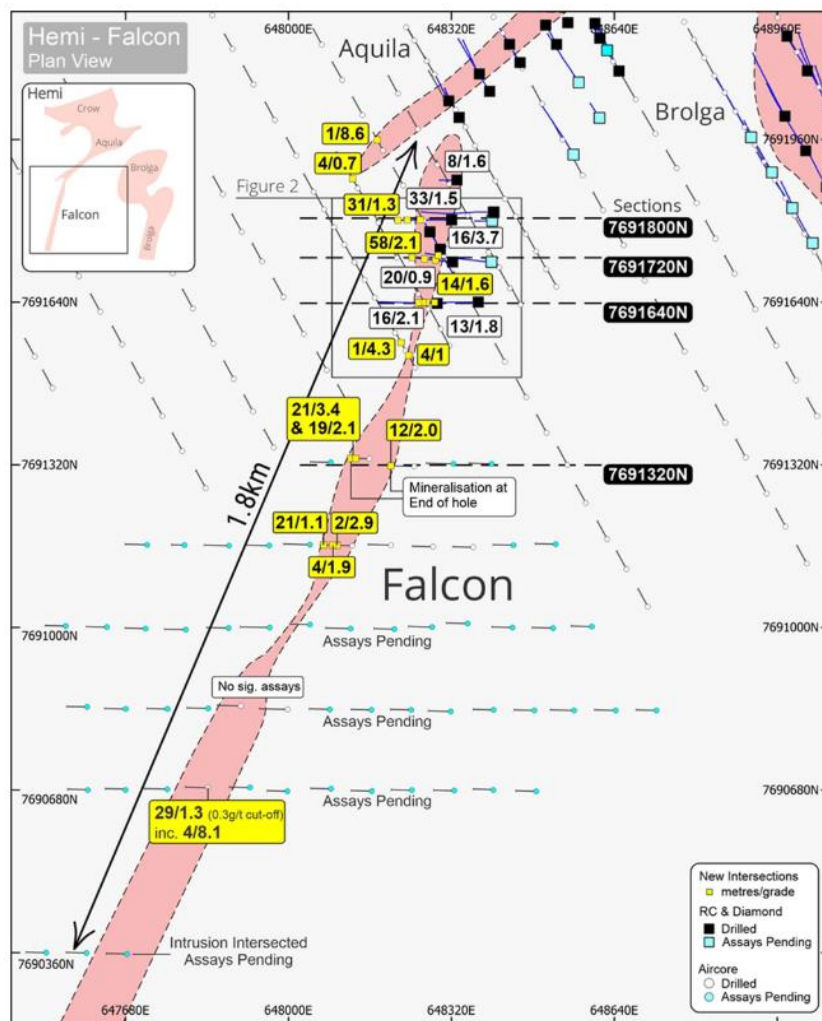 Hemi - Falcon
Plan View
648000E
648320E
648640E
648960E
Hemi
Crow
Aquila
Brolga
Falcon
Brolga
Aquila
Brolga
7691960N
1/8.6
4/0.7
8/1.6
Figure 2
33/1.5
31/1.3
Sections
7691800N
16/3.7
58/2.1
7691720N
20/0.9
14/1.6
7691640N
7691640N
7691640N
16/2.1
13/1.8
1/4.3
4/1
21/3.4
& 19/2.1
12/2.0
7691320N
7691320N
7691320N
Mineralisation at
End of hole
1.8km
21/1.1
2/2.9
4/1.9
Falcon
7691000N
7691000N
Assays Pending
No sig. assays
Assays Pending
7690680N
7690680N
Assays Pending
29/1.3 (0.3g/t cut-off)
inc. 4/8.1
Intrusion Intersected
Assays Pending
7690360N
New Intersections
metres/grade
RC & Diamond
Drilled
Assays Pending
Aircore
Drilled
Assays Pending
647680E
648000E
648320E
648640E